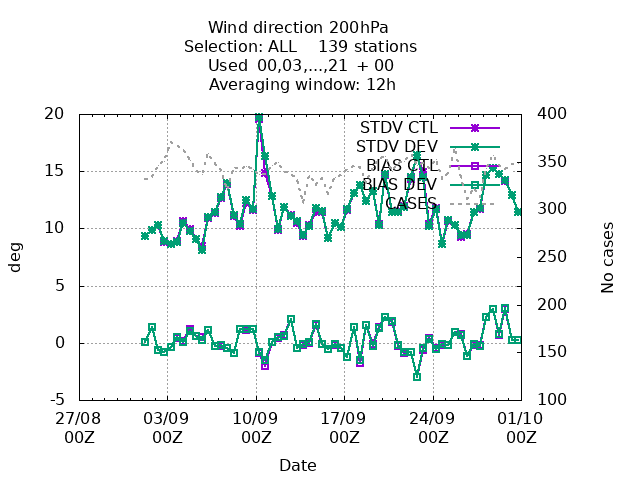 Wind direction 200hPa
Selection: ALL    139 stations
Used  00,03,...,21  + 00
Averaging window: 12h
STDV CTL
STDV DEV
BIAS CTL
BIAS DEV
CASES
20
15
10
5
0
-5
400
350
300
250
200
150
100
deg
No cases
27/08 03/09 10/09 17/09 24/09 01/10
00Z 00Z 00Z 00Z 00Z 00Z
Date